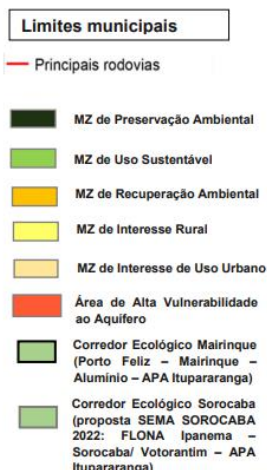 Limites municipais
Principais rodovias
MZ de Preservação Ambiental
MZ de Uso Sustentável
MZ de Recuperação Ambiental
MZ de Interesse Rural
MZ de Interesse de Uso Urbano
Área de Alta Vulnerabilidade
ao Aquífero
Corredor Ecológico Mairinque
(Porto Feliz – Mairinque –
Alumínio – APA Itupararanga)
Corredor Ecológico Sorocaba
(proposta SEMA SOROCABA
2022: FLONA Ipanema –
Sorocaba/ Votorantim – APA
Itupararanga)